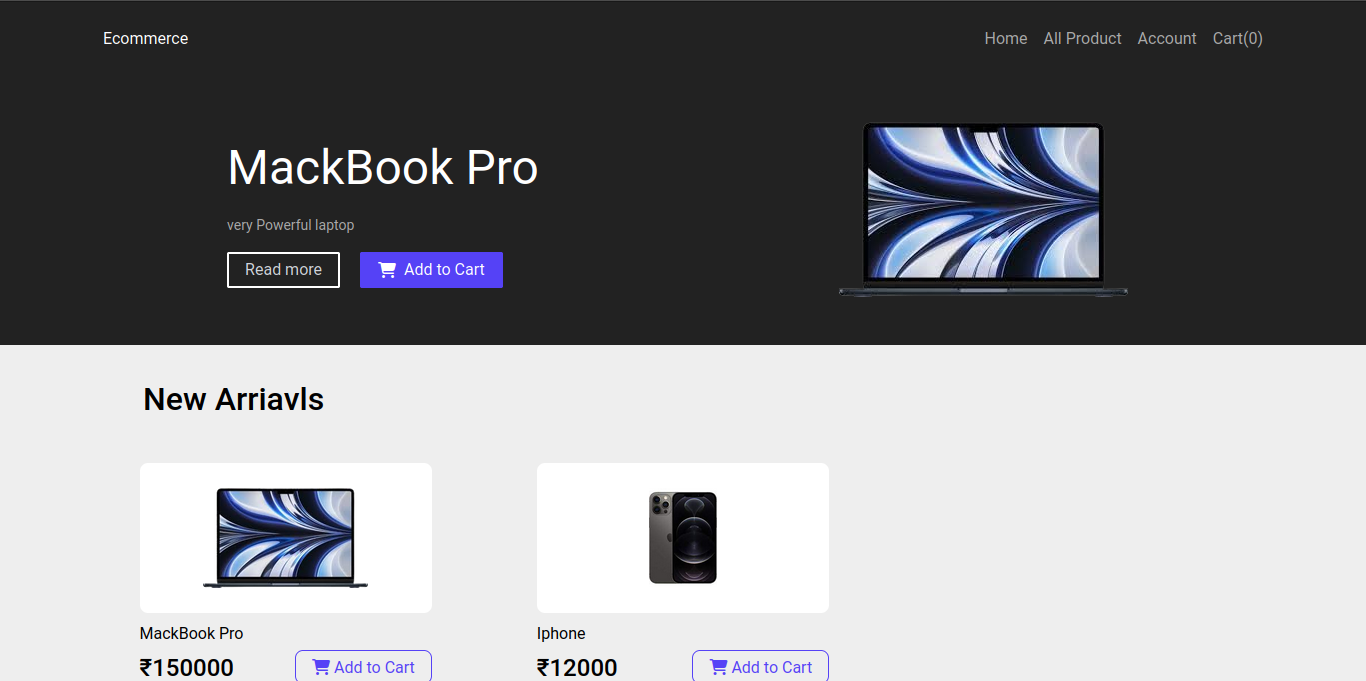 Ecommerce Home All Product Account Cart(0)
MackBook Pro
very Powerful laptop
Read more Add to Cart
New Arriavls
MackBook Pro Iphone
₹150000 Add to Cart ₹12000 Add to Cart